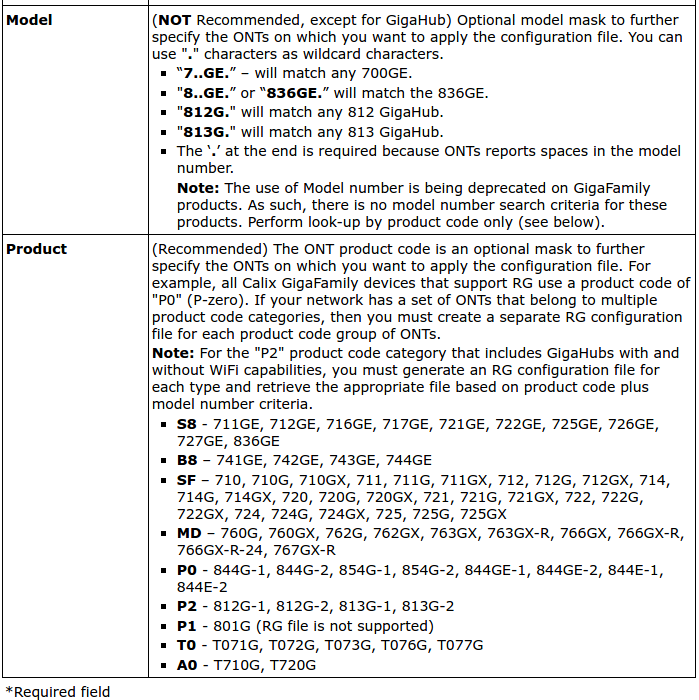 Model
(NOT Recommended, except for GigaHub) Optional model mask to further
specify the ONTs on which you want to apply the configuration file. You can
use "." characters as wildcard characters.
▪ “7..GE.” – will match any 700GE.
▪ "8..GE.” or “836GE.” will match the 836GE.
▪ "812G." will match any 812 GigaHub.
▪ "813G." will match any 813 GigaHub.
▪ The ‘.’ at the end is required because ONTs reports spaces in the model
number.
Note: The use of Model number is being deprecated on GigaFamily
products. As such, there is no model number search criteria for these
products. Perform look-up by product code only (see below).
Product
(Recommended) The ONT product code is an optional mask to further
specify the ONTs on which you want to apply the configuration file. For
example, all Calix GigaFamily devices that support RG use a product code of
"P0" (P-zero). If your network has a set of ONTs that belong to multiple
product code categories, then you must create a separate RG configuration
file for each product code group of ONTs.
Note: For the "P2" product code category that includes GigaHubs with and
without WiFi capabilities, you must generate an RG configuration file for
each type and retrieve the appropriate file based on product code plus
model number criteria.
▪ S8 - 711GE, 712GE, 716GE, 717GE, 721GE, 722GE, 725GE, 726GE,
727GE, 836GE
▪ B8 – 741GE, 742GE, 743GE, 744GE
▪ SF – 710, 710G, 710GX, 711, 711G, 711GX, 712, 712G, 712GX, 714,
714G, 714GX, 720, 720G, 720GX, 721, 721G, 721GX, 722, 722G,
722GX, 724, 724G, 724GX, 725, 725G, 725GX
▪ MD – 760G, 760GX, 762G, 762GX, 763GX, 763GX-R, 766GX, 766GX-R,
766GX-R-24, 767GX-R
▪ P0 - 844G-1, 844G-2, 854G-1, 854G-2, 844GE-1, 844GE-2, 844E-1,
844E-2
▪ P2 - 812G-1, 812G-2, 813G-1, 813G-2
▪ P1 - 801G (RG file is not supported)
▪ T0 - T071G, T072G, T073G, T076G, T077G
▪ A0 - T710G, T720G
*Required field